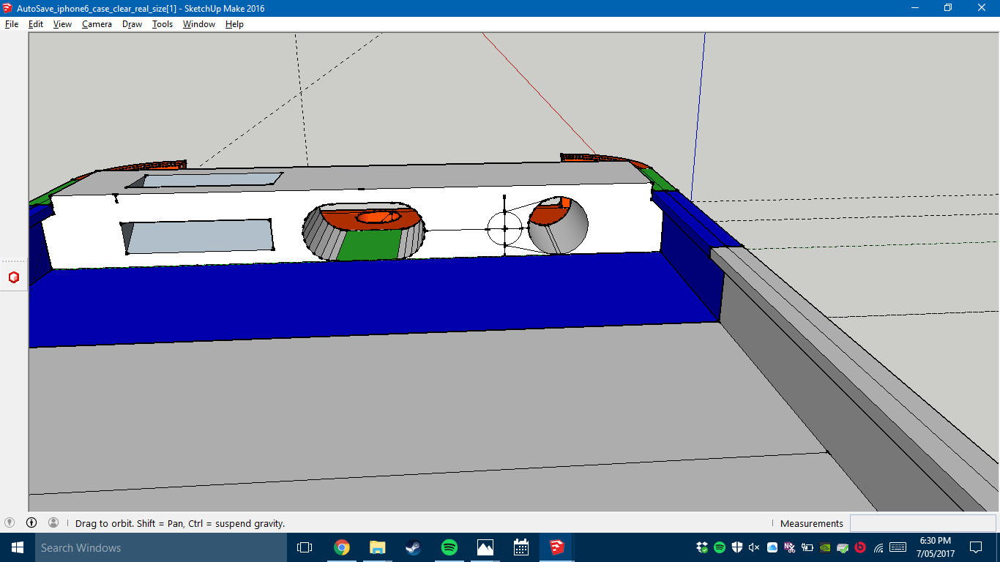 AutoSave_iphone6_case_clear_real_size[1] - SketchUp Make 2016
File Edit View Camera Draw Tools Window Help
Drag to orbit. Shift = Pan, Ctrl = suspend gravity.
Measurements
Search Windows
6:30 PM
7/05/2017